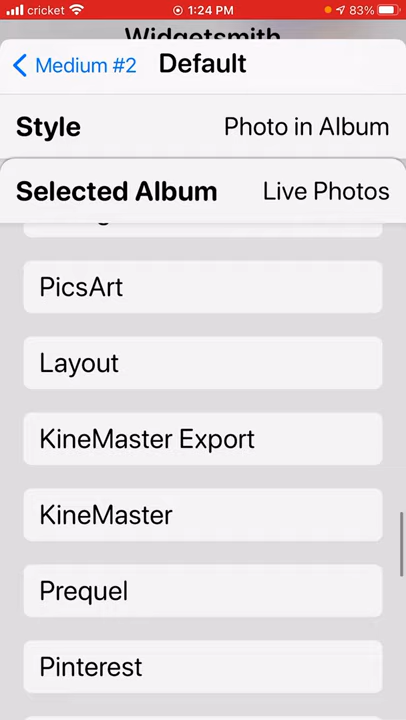 cricket 1:24 PM 83%
Widgetsmith
Medium #2 Default
Style Photo in Album
Selected Album Live Photos
PicsArt
Layout
KineMaster Export
KineMaster
Prequel
Pinterest